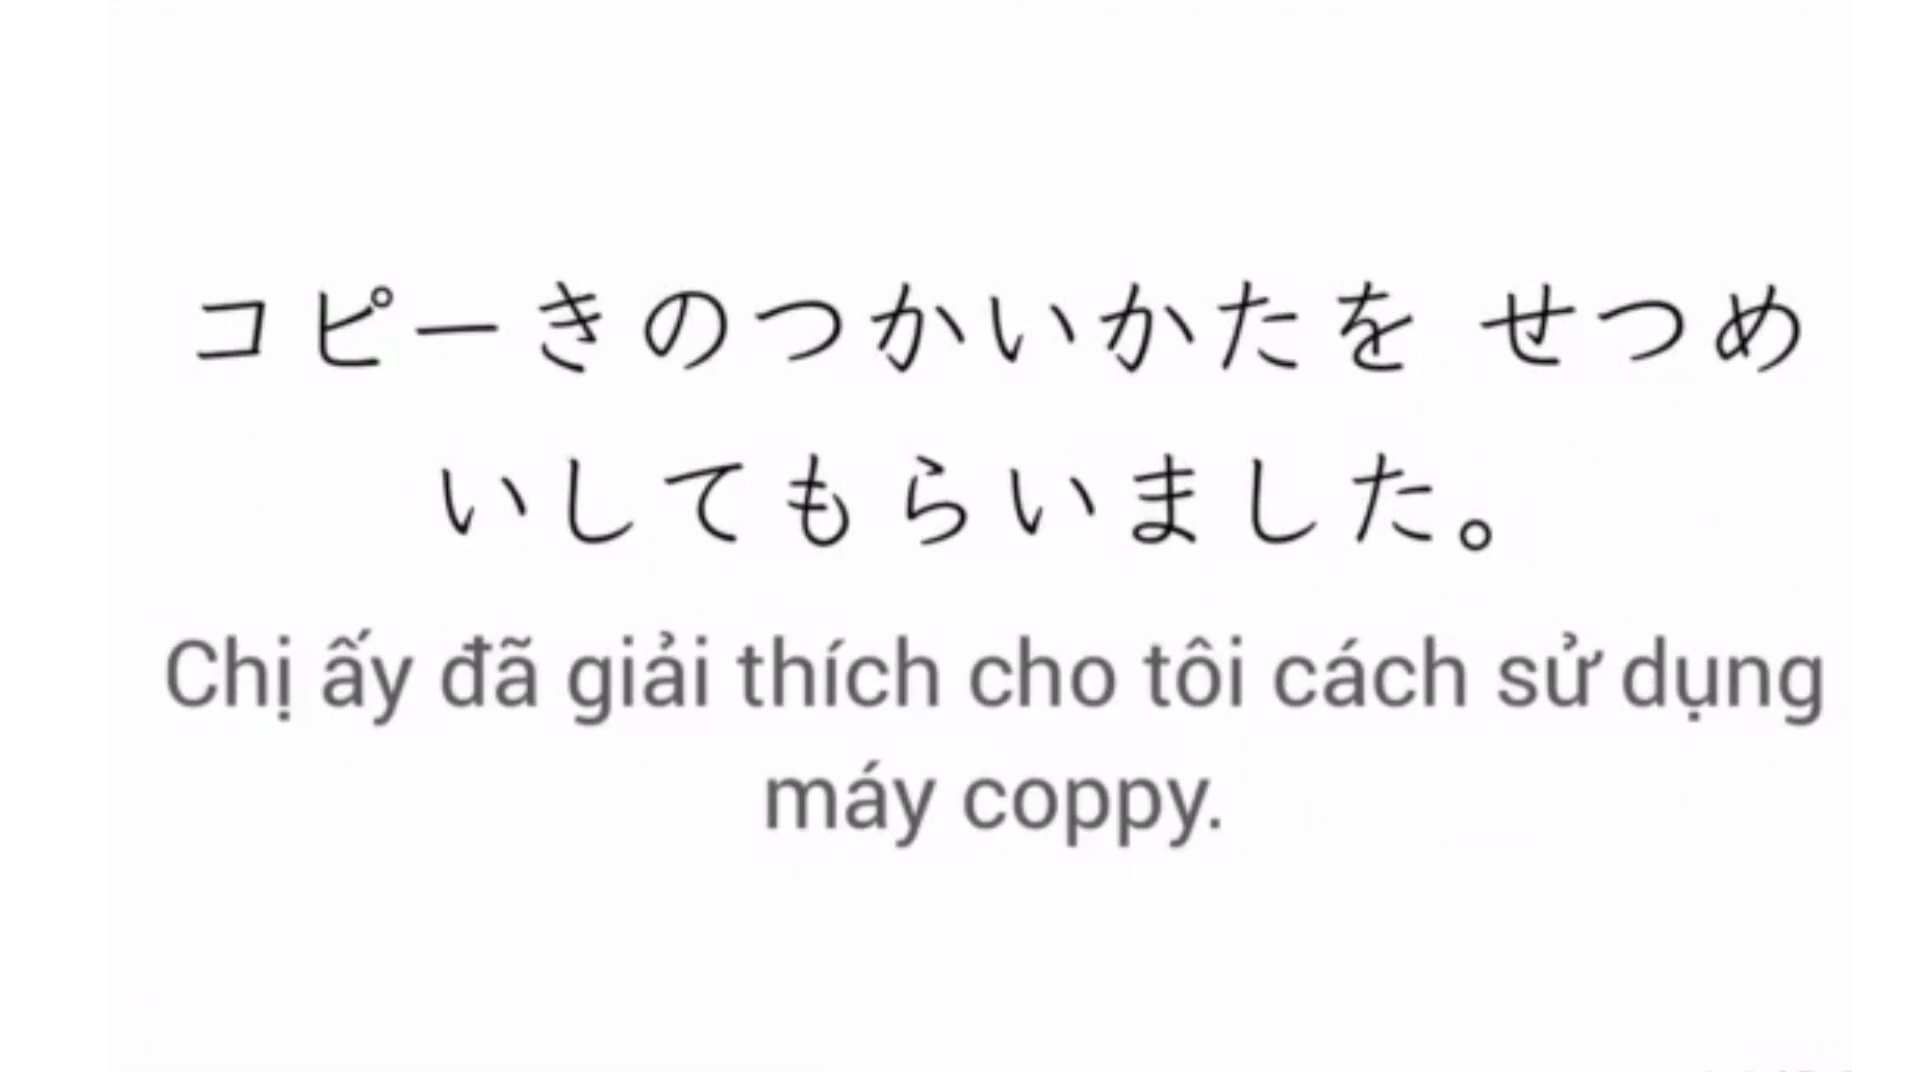 コピーきのつかいかたを せつめ
いしてもらいました。
Chị ấy đã giải thích cho tôi cách sử dụng
máy coppy.